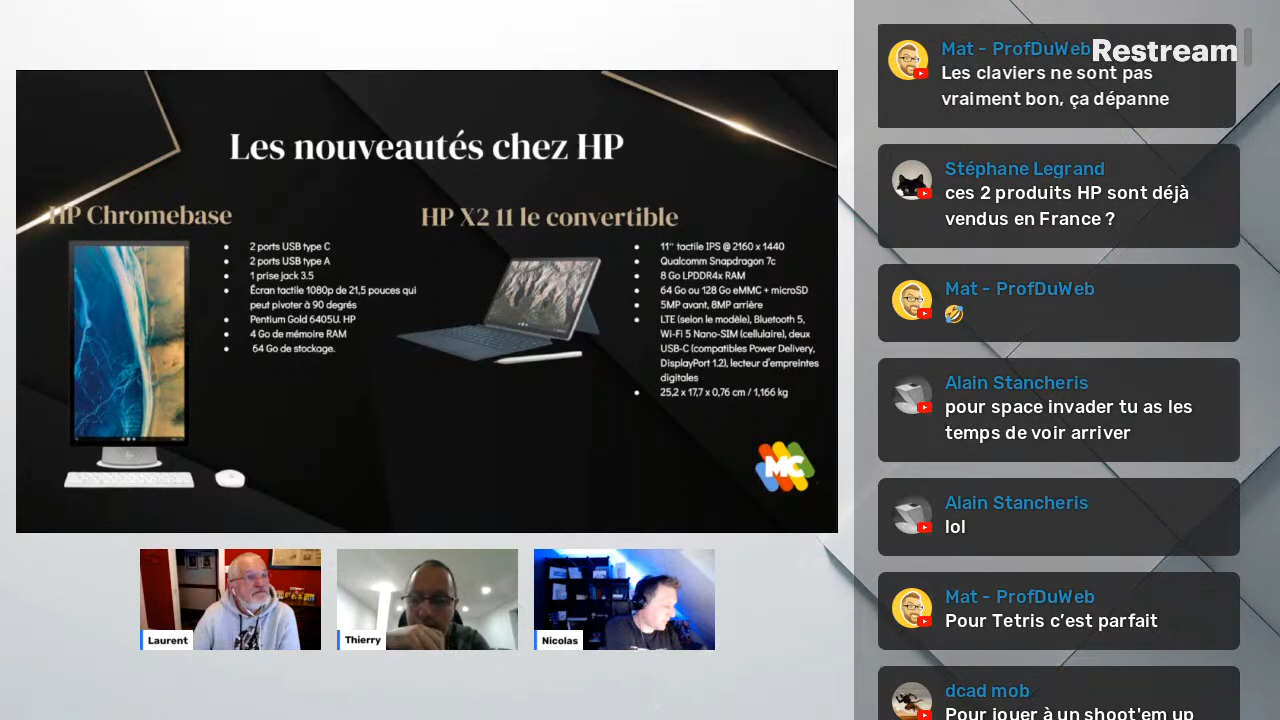 Les nouveautés chez HP
HP Chromebase
2 ports USB type C
2 ports USB type A
1 prise jack 3.5
Écran tactile 1080p de 21,5 pouces qui
peut pivoter à 90 degrés
Pentium Gold 6405U. HP
4 Go de mémoire RAM
64 Go de stockage.
HP X2 11 le convertible
11'' tactile IPS @ 2160 x 1440
Qualcomm Snapdragon 7c
8 Go LPDDR4x RAM
64 Go ou 128 Go eMMC + microSD
5MP avant, 8MP arrière
LTE (selon le modèle), Bluetooth 5,
Wi-Fi 5 Nano-SIM (cellulaire), deux
USB-C (compatibles Power Delivery,
DisplayPort 1.2), lecteur d'empreintes
digitales
25,2 x 17,7 x 0,76 cm / 1,166 kg
MC
Laurent
Thierry
Nicolas
Restream
Mat - ProfDuWeb
Les claviers ne sont pas
vraiment bon, ça dépanne
Stéphane Legrand
ces 2 produits HP sont déjà
vendus en France ?
Mat - ProfDuWeb
🤣
Alain Stancheris
pour space invader tu as les
temps de voir arriver
Alain Stancheris
lol
Mat - ProfDuWeb
Pour Tetris c’est parfait
dcad mob
Pour jouer à un shoot'em up